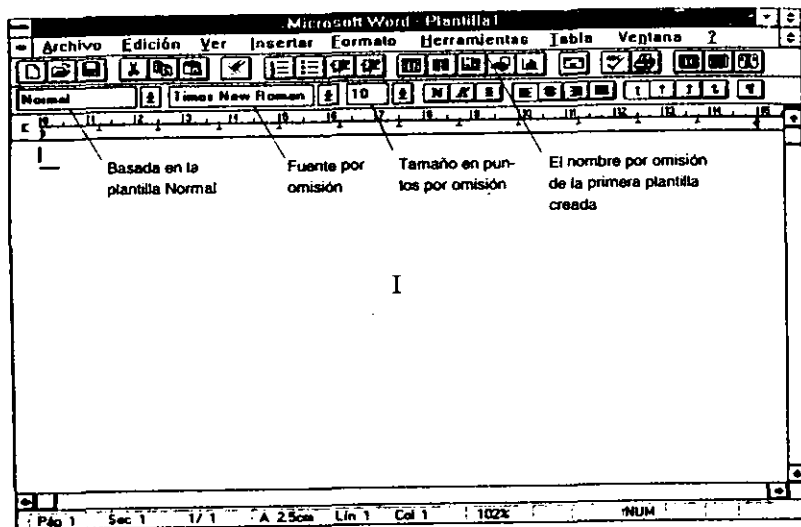 Microsoft Word - Plantilla1
Archivo Edición Ver Insertar Formato Herramientas Tabla Ventana ?
Normal Times New Roman 10 N K S
Basada en la plantilla Normal
Fuente por omisión
Tamaño en pun-tos por omisión
El nombre por omisión de la primera plantilla creada
Pág 1 Sec 1 1/ 1 A 2.5cm Lín 1 Col 1 102% NUM